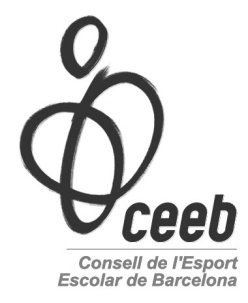 ceeb
Consell de l'Esport
Escolar de Barcelona